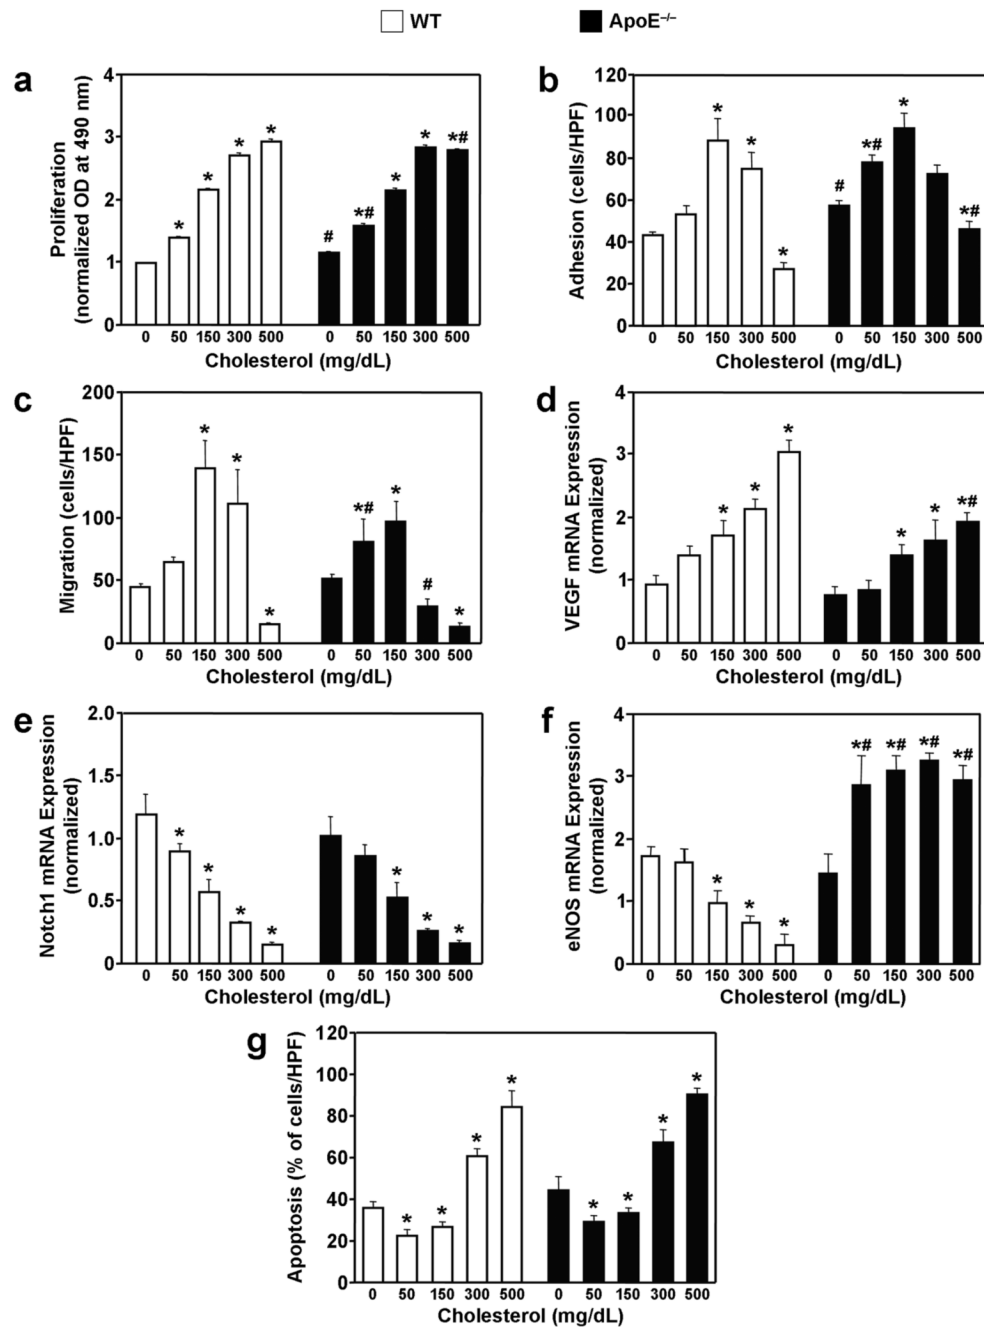 WT ApoE⁻/⁻
a
Proliferation
(normalized OD at 490 nm)
4
3
2
1
0
* * * * # *# * * *#
0 50 150 300 500 0 50 150 300 500
Cholesterol (mg/dL)
b
Adhesion (cells/HPF)
120
100
80
60
40
20
0
* * * # *# * *#
0 50 150 300 500 0 50 150 300 500
Cholesterol (mg/dL)
c
Migration (cells/HPF)
200
150
100
50
0
* * * *# * # *
0 50 150 300 500 0 50 150 300 500
Cholesterol (mg/dL)
d
VEGF mRNA Expression
(normalized)
4
3
2
1
0
* * * * * *#
0 50 150 300 500 0 50 150 300 500
Cholesterol (mg/dL)
e
Notch1 mRNA Expression
(normalized)
2.0
1.5
1.0
0.5
0
* * * * * * *
0 50 150 300 500 0 50 150 300 500
Cholesterol (mg/dL)
f
eNOS mRNA Expression
(normalized)
4
3
2
1
0
* * * *# *# *# *#
0 50 150 300 500 0 50 150 300 500
Cholesterol (mg/dL)
g
Apoptosis (% of cells/HPF)
120
100
80
60
40
20
0
* * * * * * * *
0 50 150 300 500 0 50 150 300 500
Cholesterol (mg/dL)